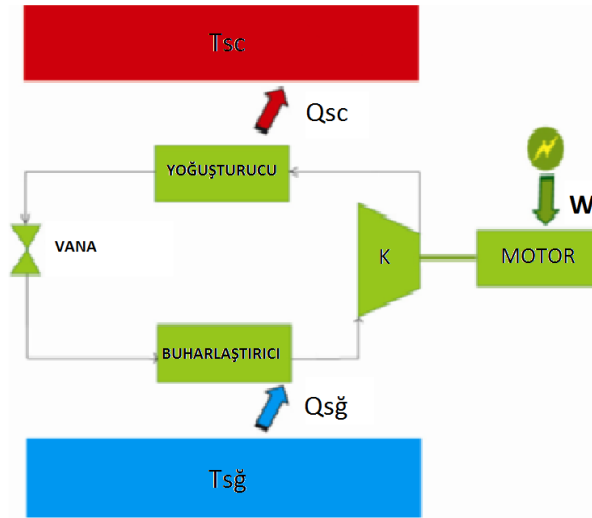 Tsc
Qsc
YOĞUŞTURUCU
W
VANA
K
MOTOR
BUHARLAŞTIRICI
Qsğ
Tsğ